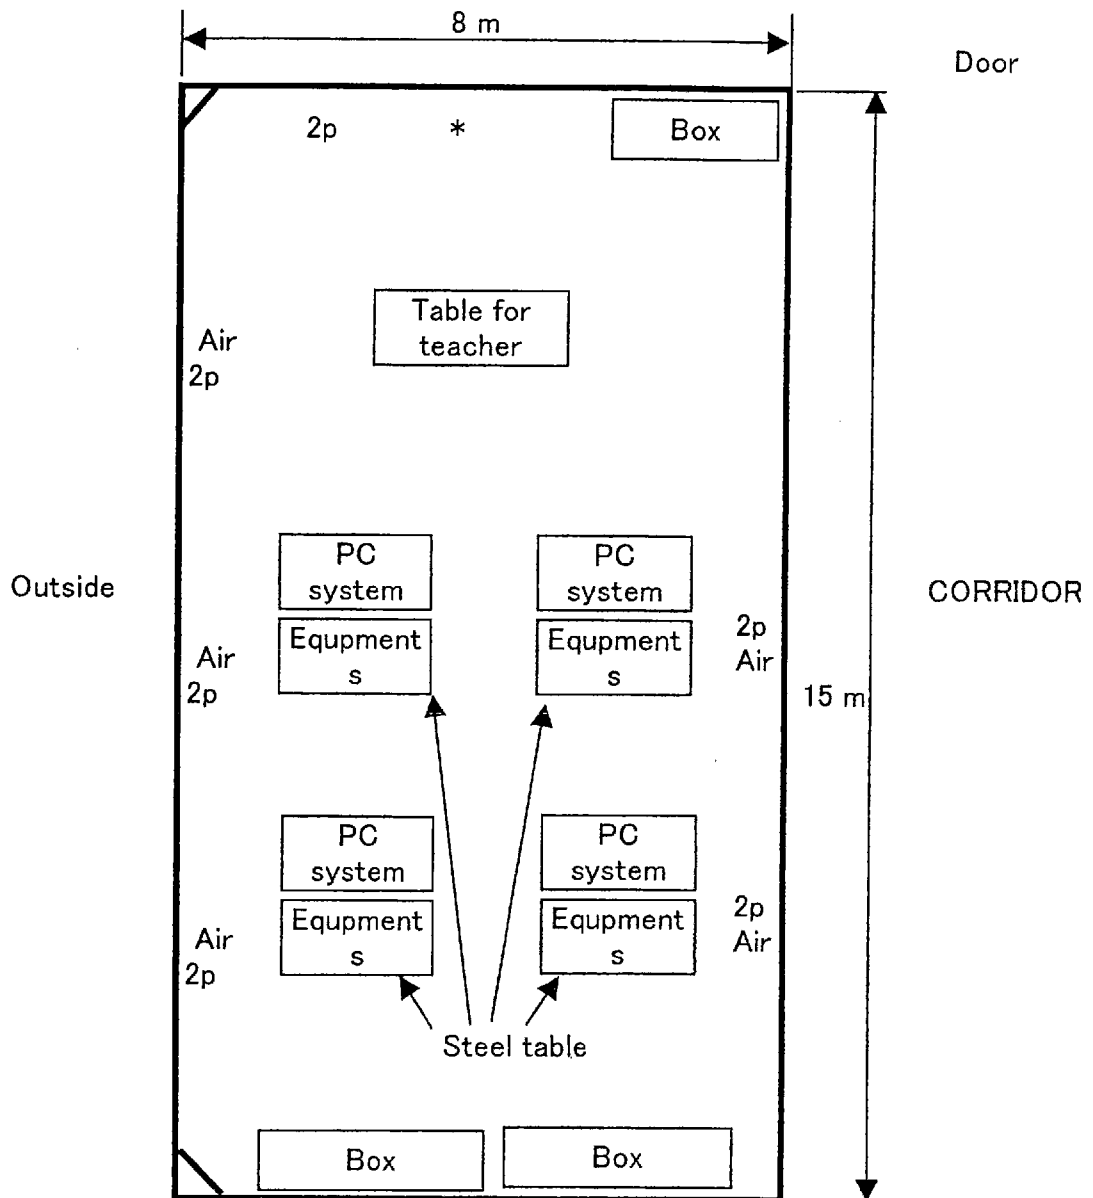 8 m
Door
2p
*
Box
Table for
teacher
Air
2p
PC
system
PC
system
Outside
CORRIDOR
Equpment
s
Equpment
s
2p
Air
Air
2p
15 m
PC
system
PC
system
Equpment
s
Equpment
s
2p
Air
Air
2p
Steel table
Box
Box